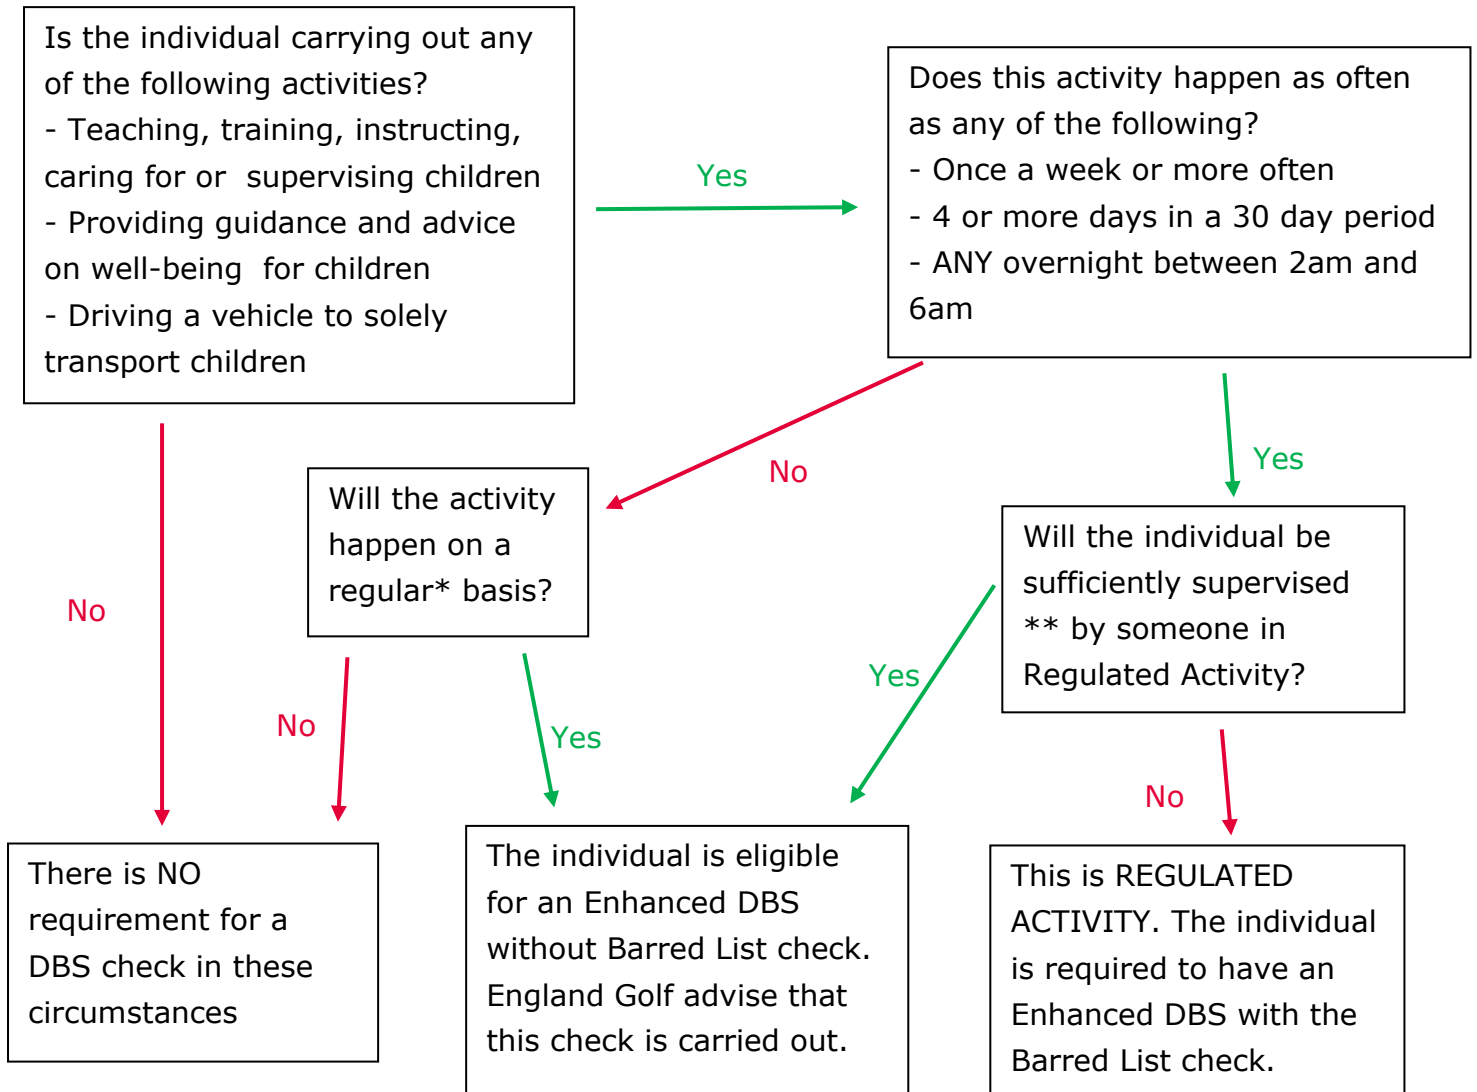 Is the individual carrying out any
of the following activities?
- Teaching, training, instructing,
caring for or  supervising children
- Providing guidance and advice
on well-being  for children
- Driving a vehicle to solely
transport children
Yes
Does this activity happen as often
as any of the following?
- Once a week or more often
- 4 or more days in a 30 day period
- ANY overnight between 2am and
6am
No
No
Yes
Will the activity
happen on a
regular* basis?
Will the individual be
sufficiently supervised
** by someone in
Regulated Activity?
No
Yes
Yes
No
There is NO
requirement for a
DBS check in these
circumstances
The individual is eligible
for an Enhanced DBS
without Barred List check.
England Golf advise that
this check is carried out.
This is REGULATED
ACTIVITY. The individual
is required to have an
Enhanced DBS with the
Barred List check.